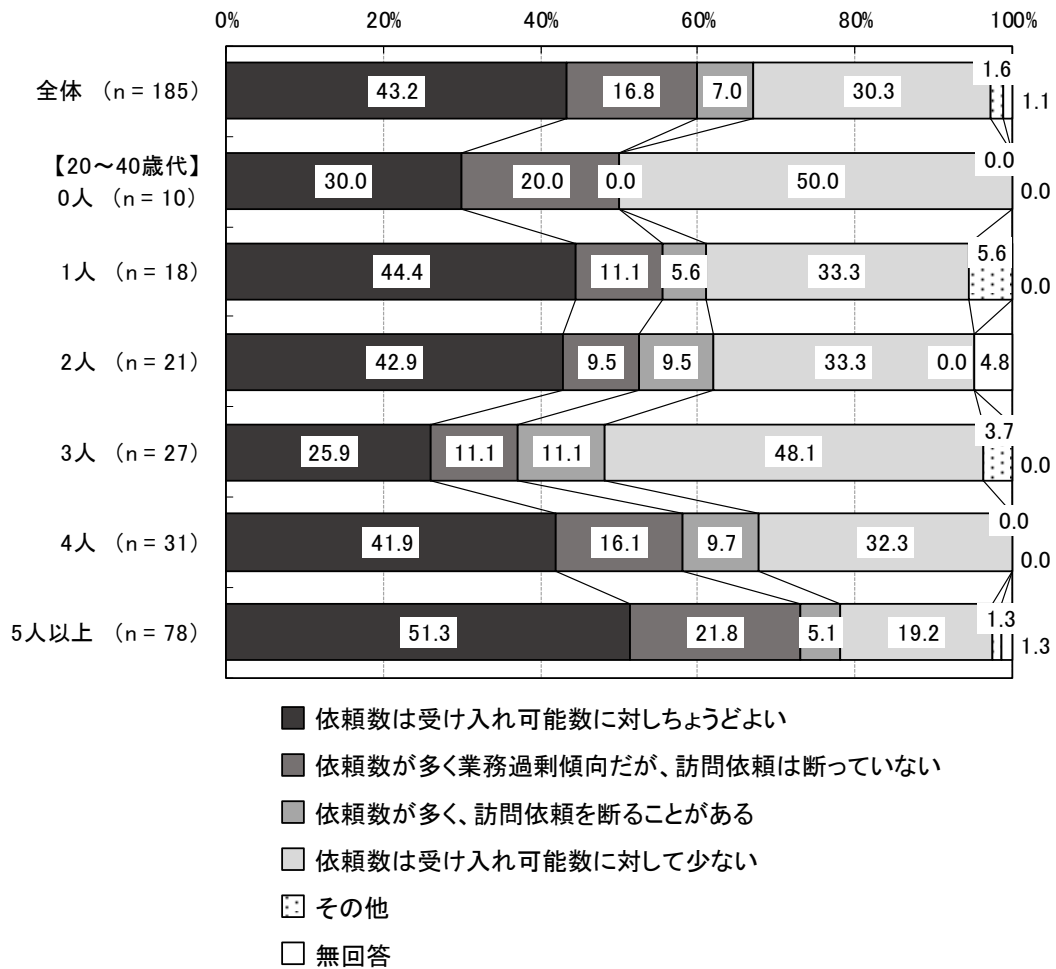 0% 20% 40% 60% 80% 100%
全体 (n = 185) 43.2 16.8 7.0 30.3 1.6 1.1
【20～40歳代】
0人 (n = 10) 30.0 20.0 0.0 50.0 0.0 0.0
1人 (n = 18) 44.4 11.1 5.6 33.3 5.6 0.0
2人 (n = 21) 42.9 9.5 9.5 33.3 0.0 4.8
3人 (n = 27) 25.9 11.1 11.1 48.1 3.7 0.0
4人 (n = 31) 41.9 16.1 9.7 32.3 0.0 0.0
5人以上 (n = 78) 51.3 21.8 5.1 19.2 1.3 1.3
依頼数は受け入れ可能数に対しちょうどよい
依頼数が多く業務過剰傾向だが、訪問依頼は断っていない
依頼数が多く、訪問依頼を断ることがある
依頼数は受け入れ可能数に対して少ない
その他
無回答